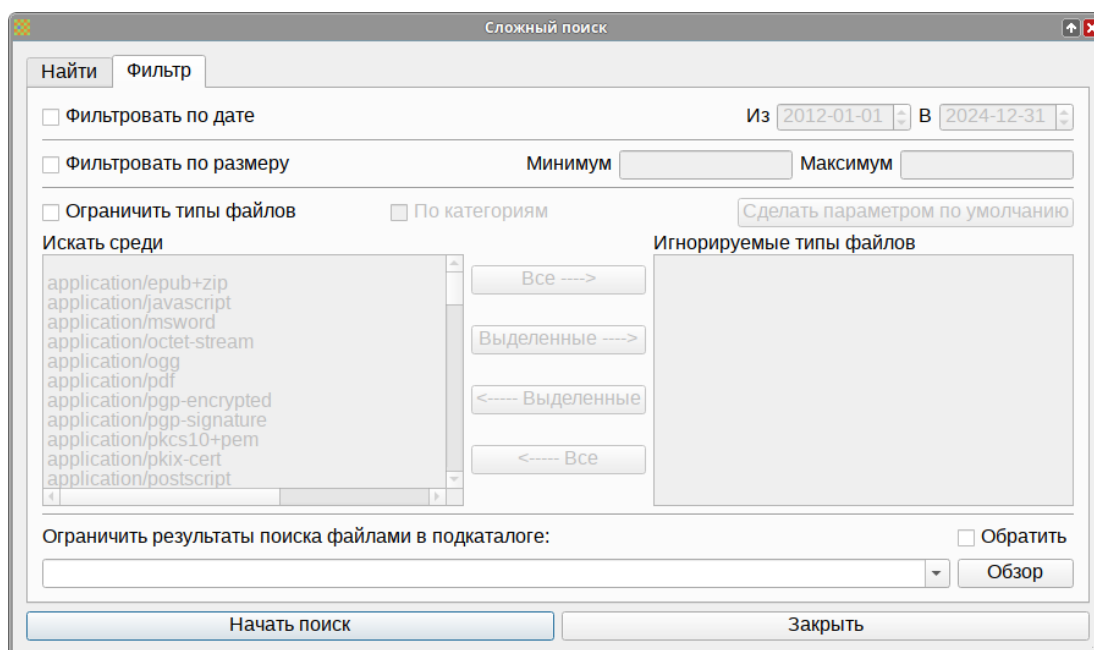 Сложный поиск
Найти Фильтр
Фильтровать по дате Из 2012-01-01 В 2024-12-31
Фильтровать по размеру Минимум Максимум
Ограничить типы файлов По категориям Сделать параметром по умолчанию
Искать среди Игнорируемые типы файлов
application/epub+zip
application/javascript
application/msword
application/octet-stream
application/ogg
application/pdf
application/pgp-encrypted
application/pgp-signature
application/pkcs10+pem
application/pkix-cert
application/postscript
Все ---->
Выделенные ---->
<----- Выделенные
<----- Все
Ограничить результаты поиска файлами в подкаталоге: Обратить
Обзор
Начать поиск Закрыть